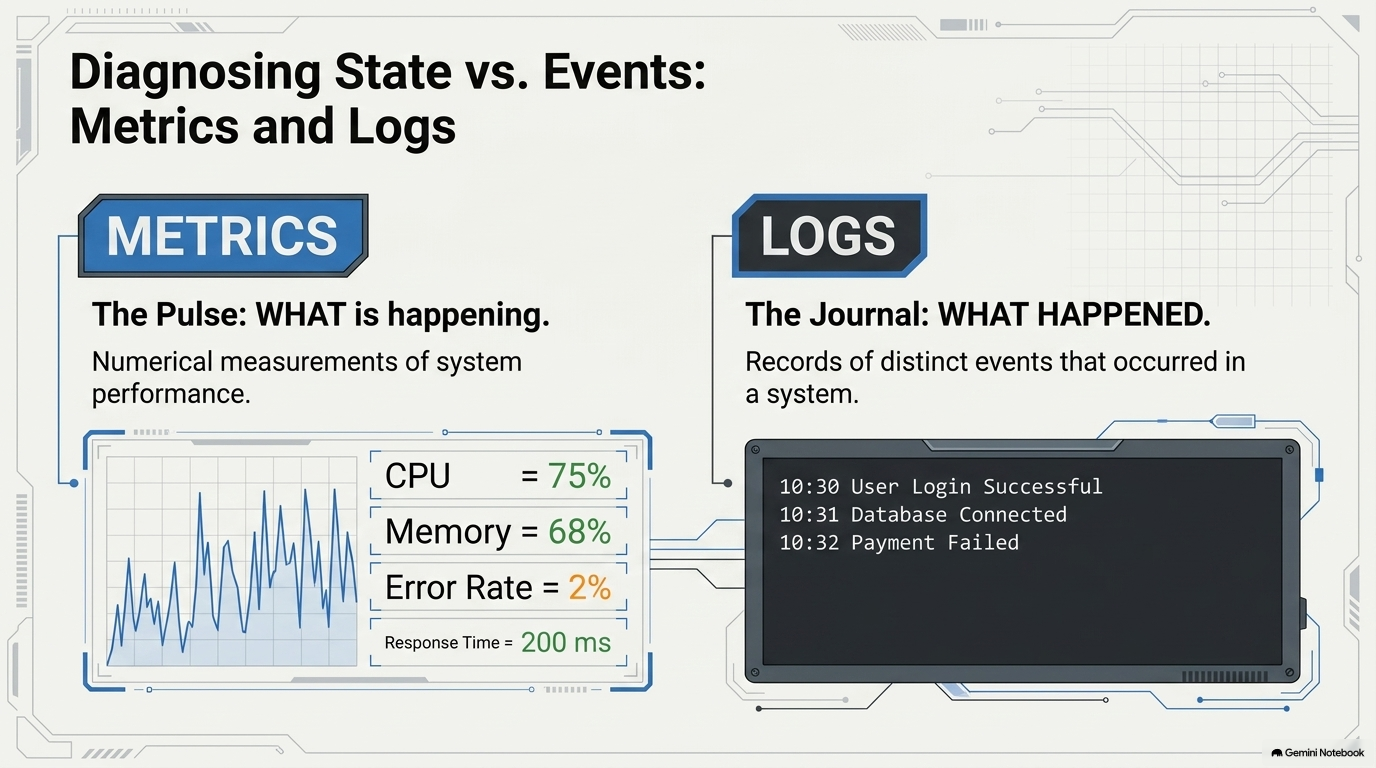 Diagnosing State vs. Events:
Metrics and Logs
METRICS
The Pulse: WHAT is happening.
Numerical measurements of system
performance.
CPU = 75%
Memory = 68%
Error Rate = 2%
Response Time = 200 ms
LOGS
The Journal: WHAT HAPPENED.
Records of distinct events that occurred in
a system.
10:30 User Login Successful
10:31 Database Connected
10:32 Payment Failed
Gemini Notebook